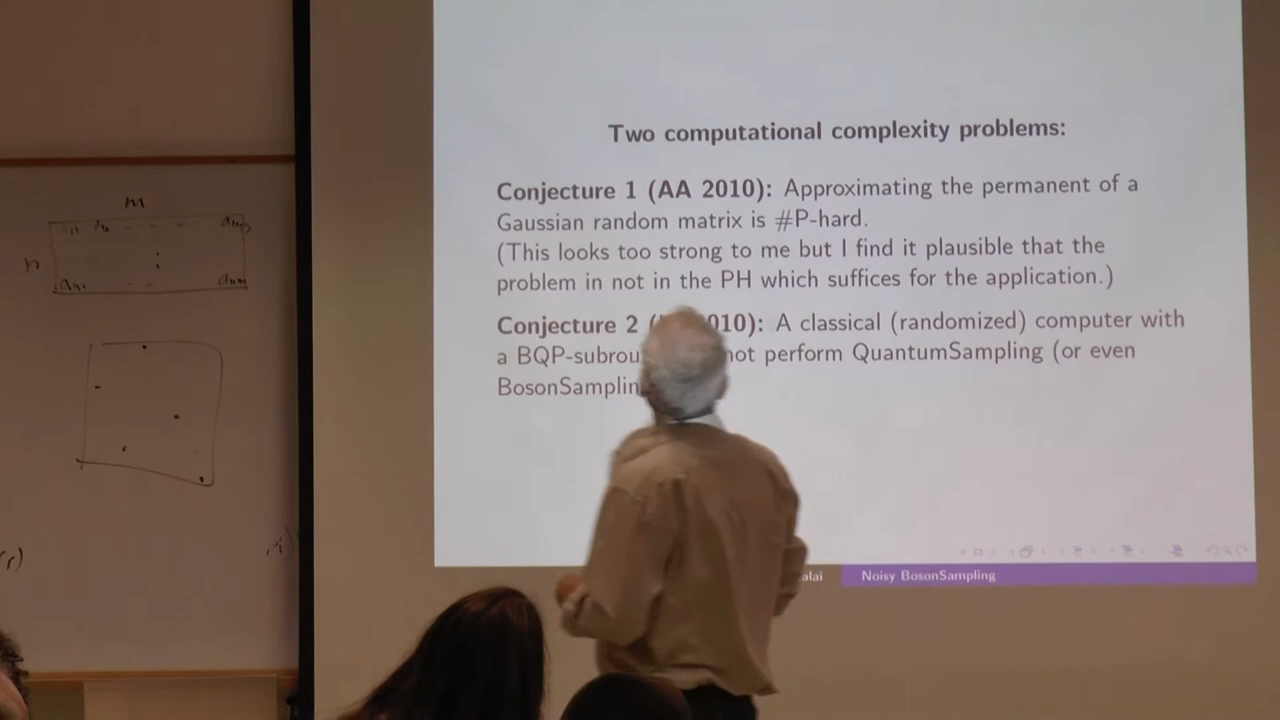 Two computational complexity problems:
Conjecture 1 (AA 2010): Approximating the permanent of a
Gaussian random matrix is #P-hard.
(This looks too strong to me but I find it plausible that the
problem in not in the PH which suffices for the application.)
Conjecture 2 ( 010): A classical (randomized) computer with
a BQP-subrou not perform QuantumSampling (or even
BosonSamplin
alai Noisy BosonSampling
m
n